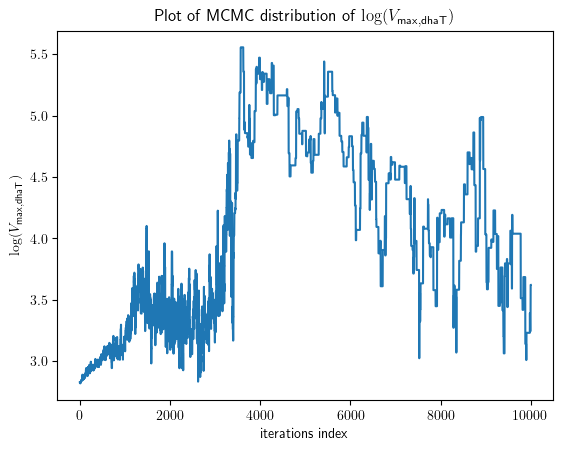 Plot of MCMC distribution of log(V_max,dhaT)
log(V_max,dhaT)
5.5
5.0
4.5
4.0
3.5
3.0
0 2000 4000 6000 8000 10000
iterations index